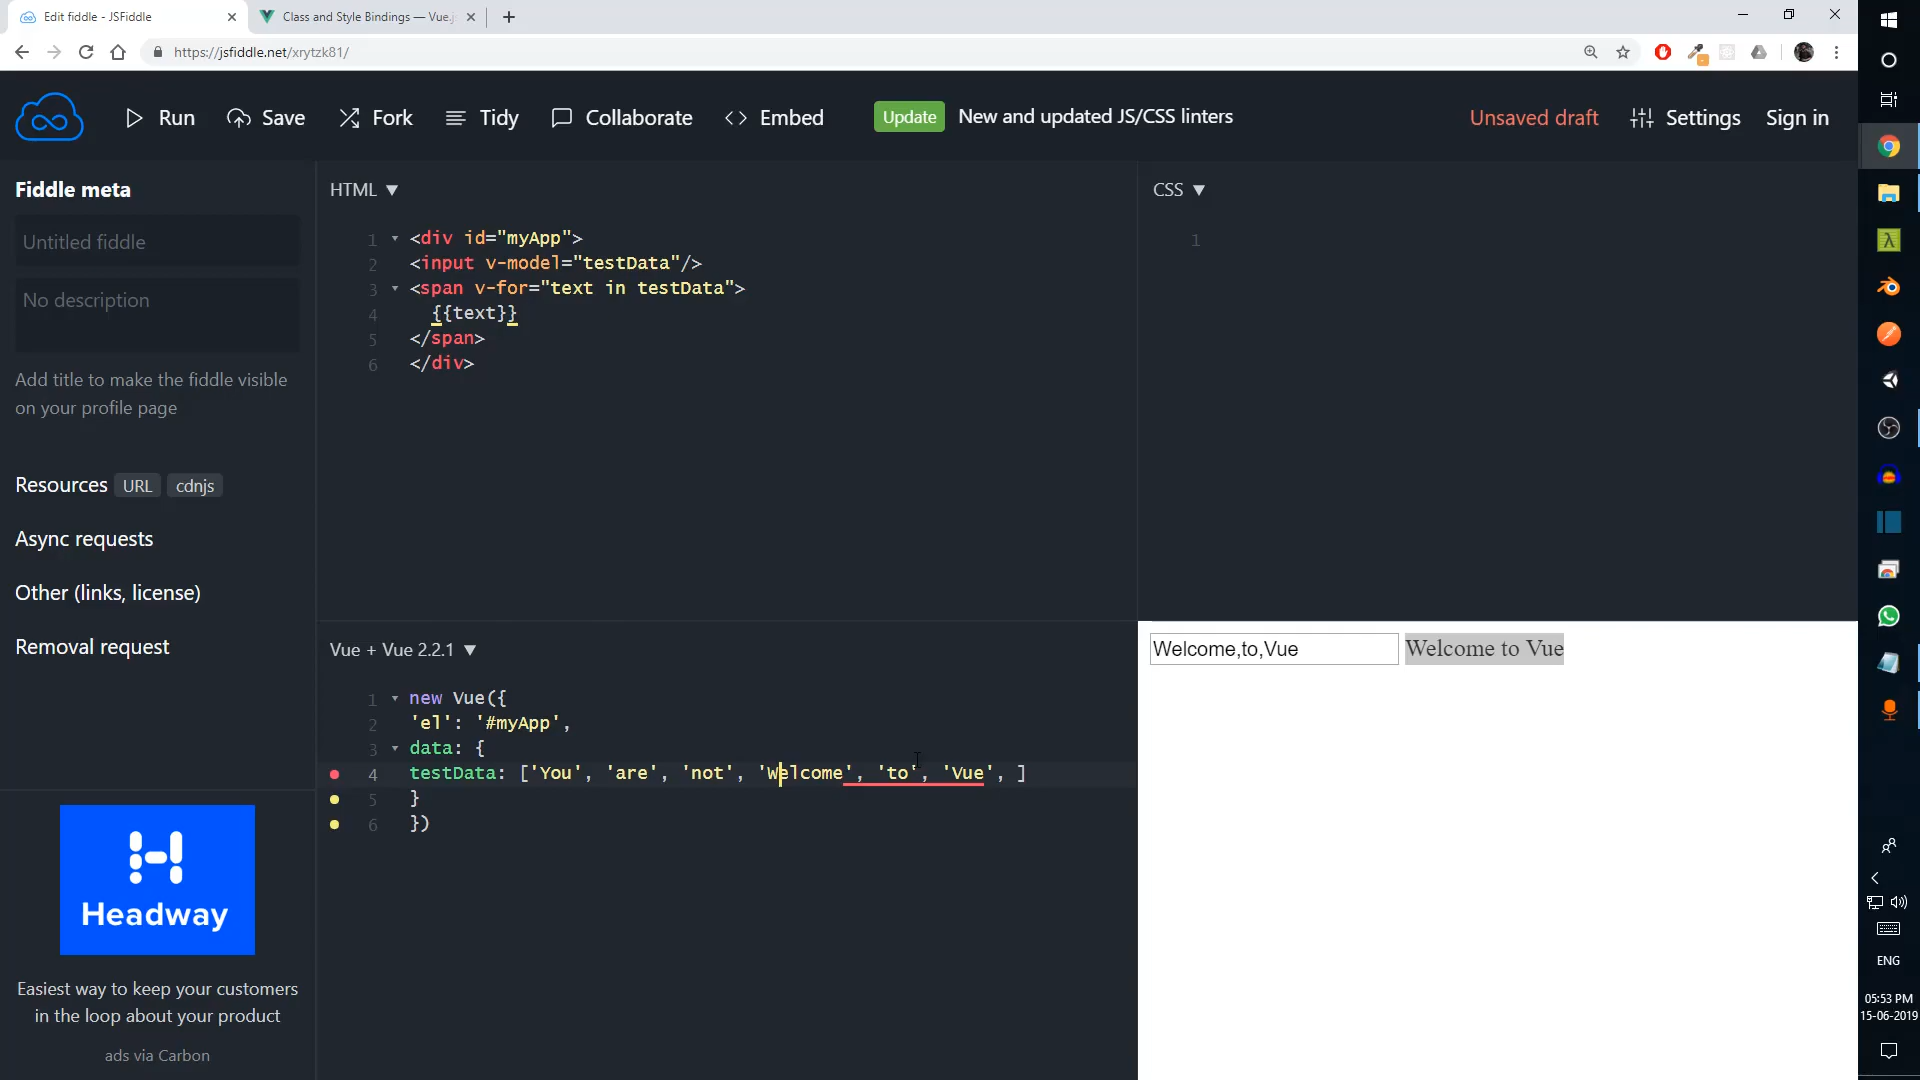 Edit fiddle - JSFiddle
Class and Style Bindings — Vue.j
https://jsfiddle.net/xrytzk81/
Run
Save
Fork
Tidy
Collaborate
Embed
Update
New and updated JS/CSS linters
Unsaved draft
Settings
Sign in
Fiddle meta
Untitled fiddle
No description
Add title to make the fiddle visible
on your profile page
Resources URL cdnjs
Async requests
Other (links, license)
Removal request
Headway
Easiest way to keep your customers
in the loop about your product
ads via Carbon
HTML ▼
1 <div id="myApp">
2 <input v-model="testData"/>
3 <span v-for="text in testData">
4 {{text}}
5 </span>
6 </div>
CSS ▼
1
Vue + Vue 2.2.1 ▼
1 new Vue({
2 'el': '#myApp',
3 data: {
4 testData: ['You', 'are', 'not', 'Welcome', 'to', 'Vue', ]
5 }
6 })
Welcome,to,Vue
Welcome to Vue
ENG
05:53 PM
15-06-2019